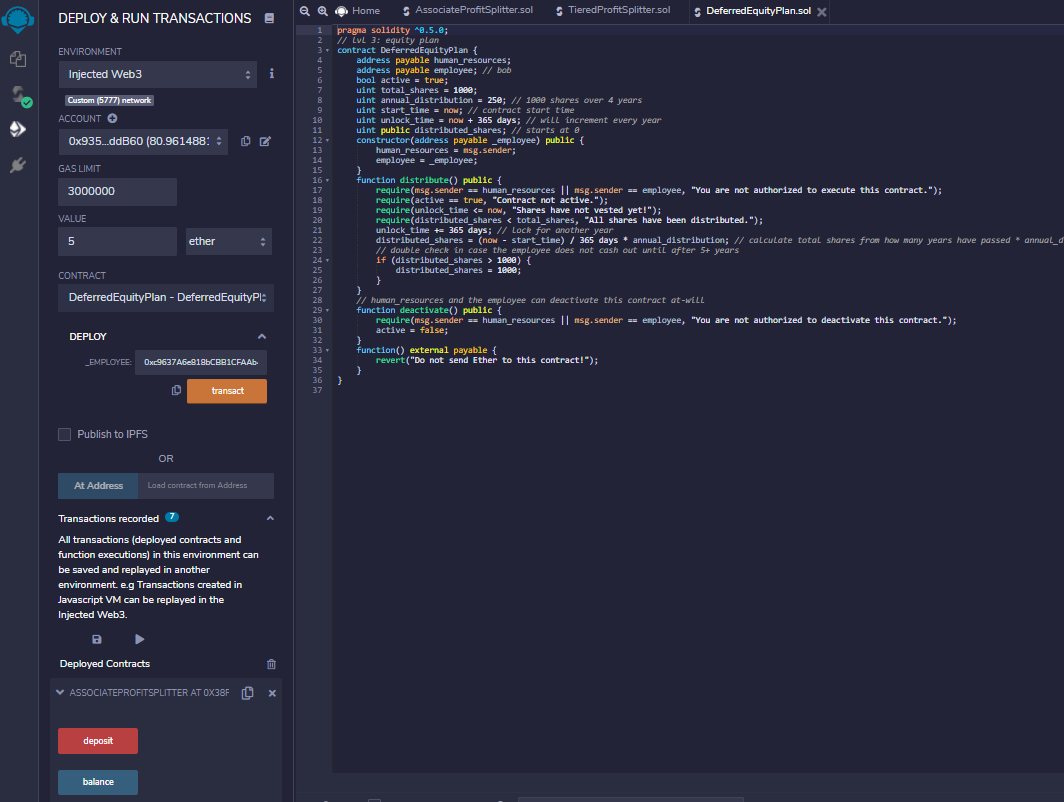 DEPLOY & RUN TRANSACTIONS
ENVIRONMENT
Injected Web3
Custom (5777) network
ACCOUNT
0x935...ddB60 (80.9614881
GAS LIMIT
3000000
VALUE
5
ether
CONTRACT
DeferredEquityPlan - DeferredEquityPl
DEPLOY
_EMPLOYEE:
0xc9637A6e818bCBB1CFAAb
transact
Publish to IPFS
OR
At Address
Load contract from Address
Transactions recorded 7
All transactions (deployed contracts and
function executions) in this environment can
be saved and replayed in another
environment. e.g Transactions created in
Javascript VM can be replayed in the
Injected Web3.
Deployed Contracts
ASSOCIATEPROFITSPLITTER AT 0X38F
deposit
balance
Home
AssociateProfitSplitter.sol
TieredProfitSplitter.sol
DeferredEquityPlan.sol
1 pragma solidity ^0.5.0;
2 // lvl 3: equity plan
3 contract DeferredEquityPlan {
4 address payable human_resources;
5 address payable employee; // bob
6 bool active = true;
7 uint total_shares = 1000;
8 uint annual_distribution = 250; // 1000 shares over 4 years
9 uint start_time = now; // contract start time
10 uint unlock_time = now + 365 days; // will increment every year
11 uint public distributed_shares; // starts at 0
12 constructor(address payable _employee) public {
13 human_resources = msg.sender;
14 employee = _employee;
15 }
16 function distribute() public {
17 require(msg.sender == human_resources || msg.sender == employee, "You are not authorized to execute this contract.");
18 require(active == true, "Contract not active.");
19 require(unlock_time <= now, "Shares have not vested yet!");
20 require(distributed_shares < total_shares, "All shares have been distributed.");
21 unlock_time += 365 days; // Lock for another year
22 distributed_shares = (now - start_time) / 365 days * annual_distribution; // calculate total shares from how many years have passed * annual_d
23 // double check in case the employee does not cash out until after 5+ years
24 if (distributed_shares > 1000) {
25 distributed_shares = 1000;
26 }
27 }
28 // human_resources and the employee can deactivate this contract at-will
29 function deactivate() public {
30 require(msg.sender == human_resources || msg.sender == employee, "You are not authorized to deactivate this contract.");
31 active = false;
32 }
33 function() external payable {
34 revert("Do not send Ether to this contract!");
35 }
36 }
37